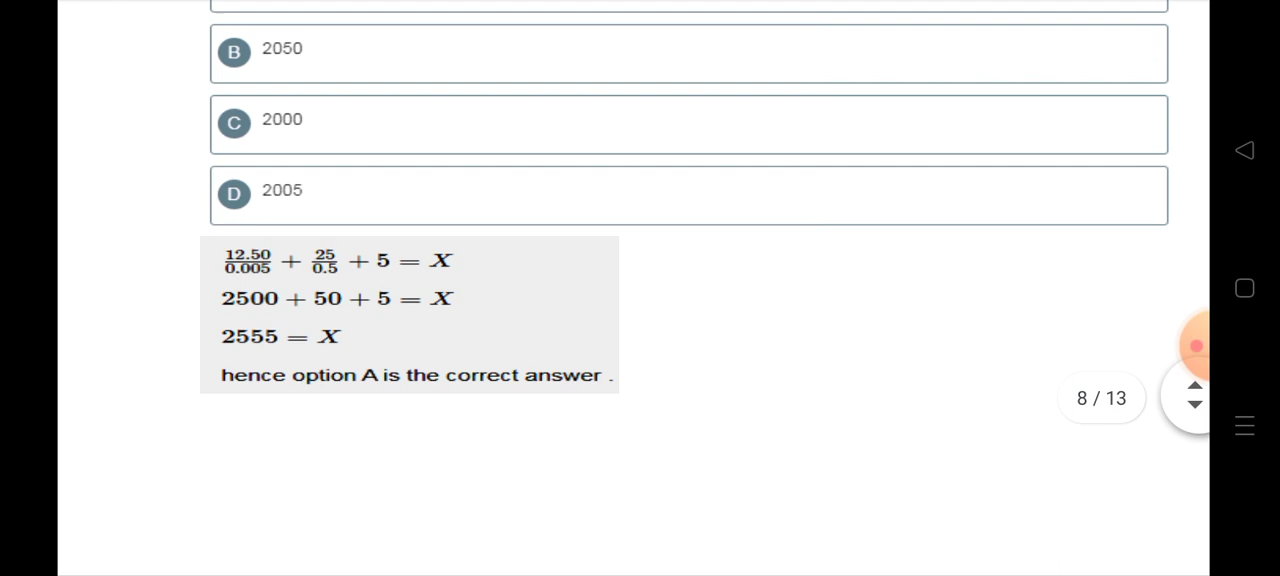 B 2050
C 2000
D 2005
12.50/0.005 + 25/0.5 + 5 = X
2500 + 50 + 5 = X
2555 = X
hence option A is the correct answer .
8 / 13